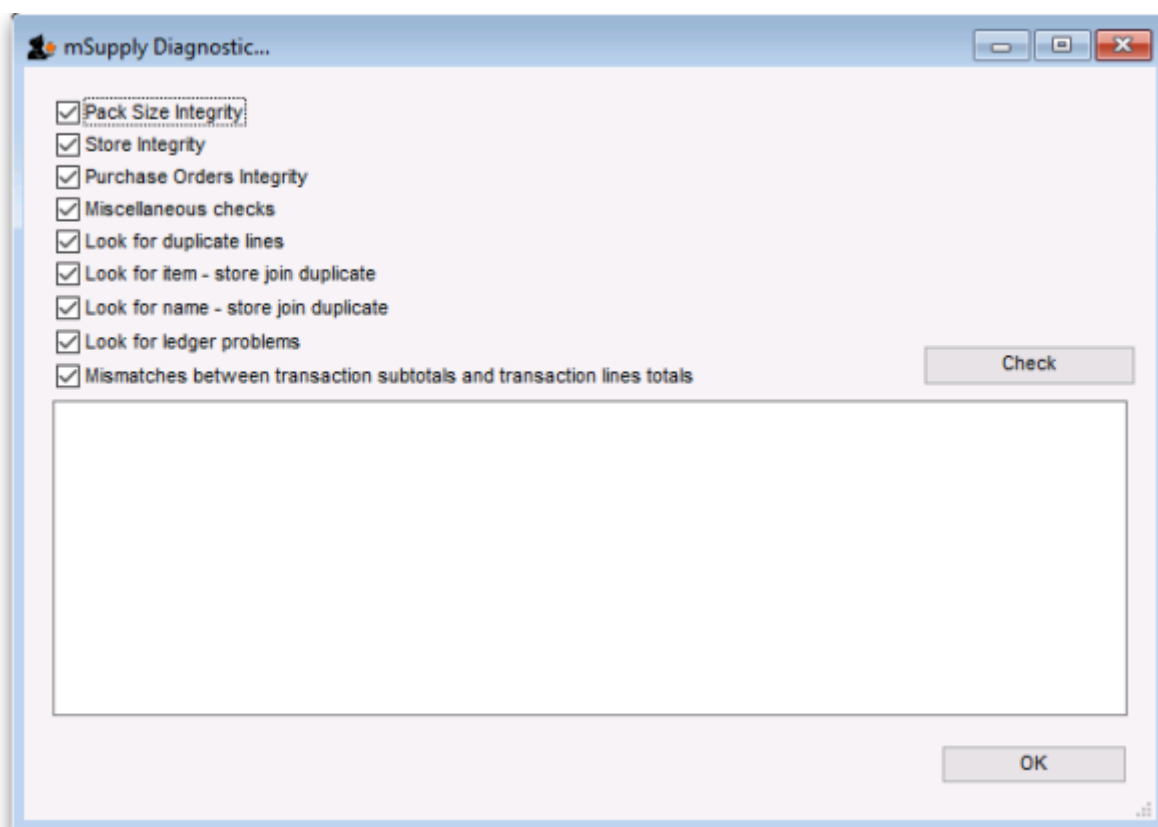 mSupply Diagnostic...
Pack Size Integrity
Store Integrity
Purchase Orders Integrity
Miscellaneous checks
Look for duplicate lines
Look for item - store join duplicate
Look for name - store join duplicate
Look for ledger problems
Mismatches between transaction subtotals and transaction lines totals
Check
OK